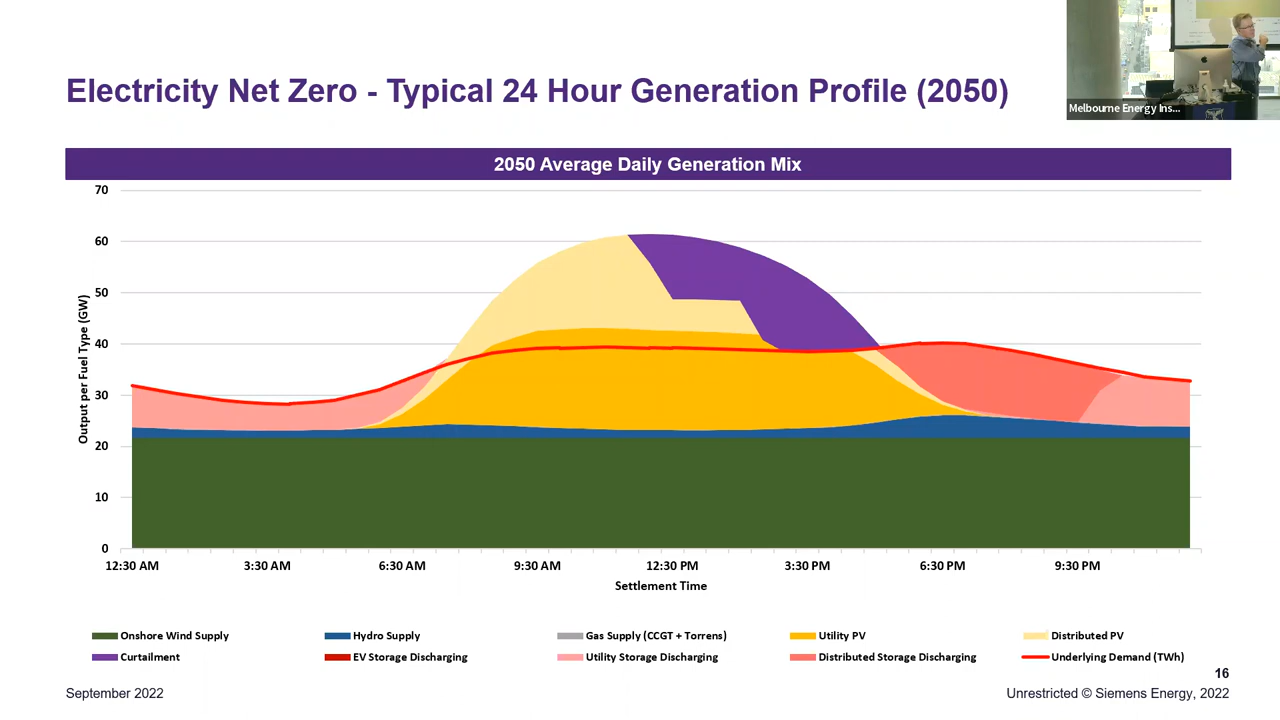 Electricity Net Zero - Typical 24 Hour Generation Profile (2050)
Melbourne Energy Ins...
2050 Average Daily Generation Mix
70
60
50
40
30
20
10
0
Output per Fuel Type (GW)
12:30 AM 3:30 AM 6:30 AM 9:30 AM 12:30 PM 3:30 PM 6:30 PM 9:30 PM
Settlement Time
Onshore Wind Supply Hydro Supply Gas Supply (CCGT + Torrens) Utility PV Distributed PV
Curtailment EV Storage Discharging Utility Storage Discharging Distributed Storage Discharging Underlying Demand (TWh)
16
September 2022 Unrestricted © Siemens Energy, 2022